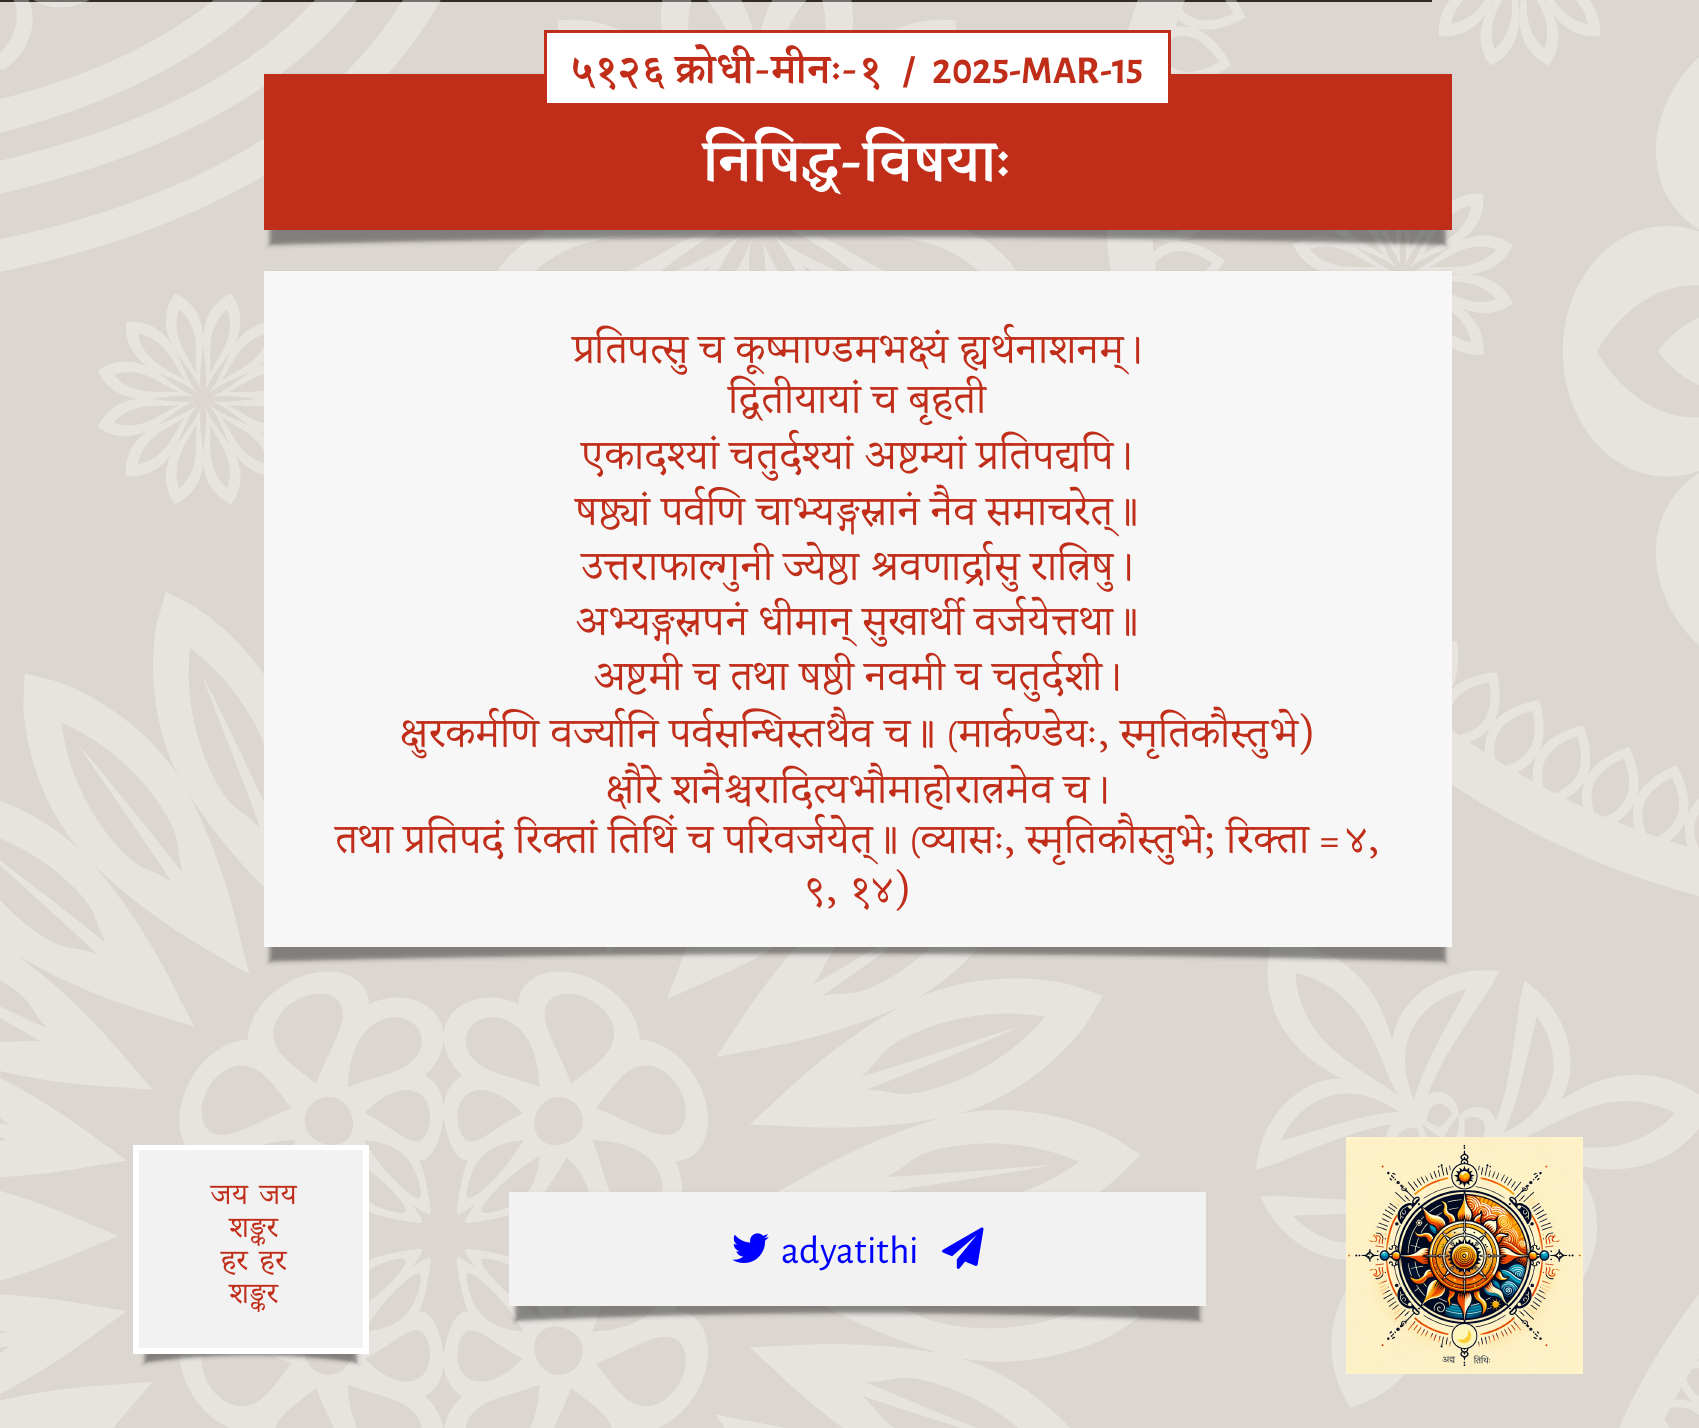 ५१२६ क्रोधी-मीनः-१ / 2025-MAR-15
निषिद्ध-विषयाः
प्रतिपत्सु च कूष्माण्डमभक्ष्यं ह्यर्थनाशनम्।
द्वितीयायां च बृहती
एकादश्यां चतुर्दश्यां अष्टम्यां प्रतिपद्यपि।
षष्ठ्यां पर्वणि चाभ्यङ्गस्नानं नैव समाचरेत्॥
उत्तराफाल्गुनी ज्येष्ठा श्रवणार्द्रासु रात्रिषु।
अभ्यङ्गस्नपनं धीमान् सुखार्थी वर्जयेत्तथा॥
अष्टमी च तथा षष्ठी नवमी च चतुर्दशी।
क्षुरकर्मणि वर्ज्यानि पर्वसन्धिस्तथैव च॥ (मार्कण्डेयः, स्मृतिकौस्तुभे)
क्षौरे शनैश्चरादित्यभौमाहोरात्रमेव च।
तथा प्रतिपदं रिक्तां तिथिं च परिवर्जयेत्॥ (व्यासः, स्मृतिकौस्तुभे; रिक्ता = ४,
९, १४)
जय जय
शङ्कर
हर हर
शङ्कर
adyatithi
अद्य तिथिः